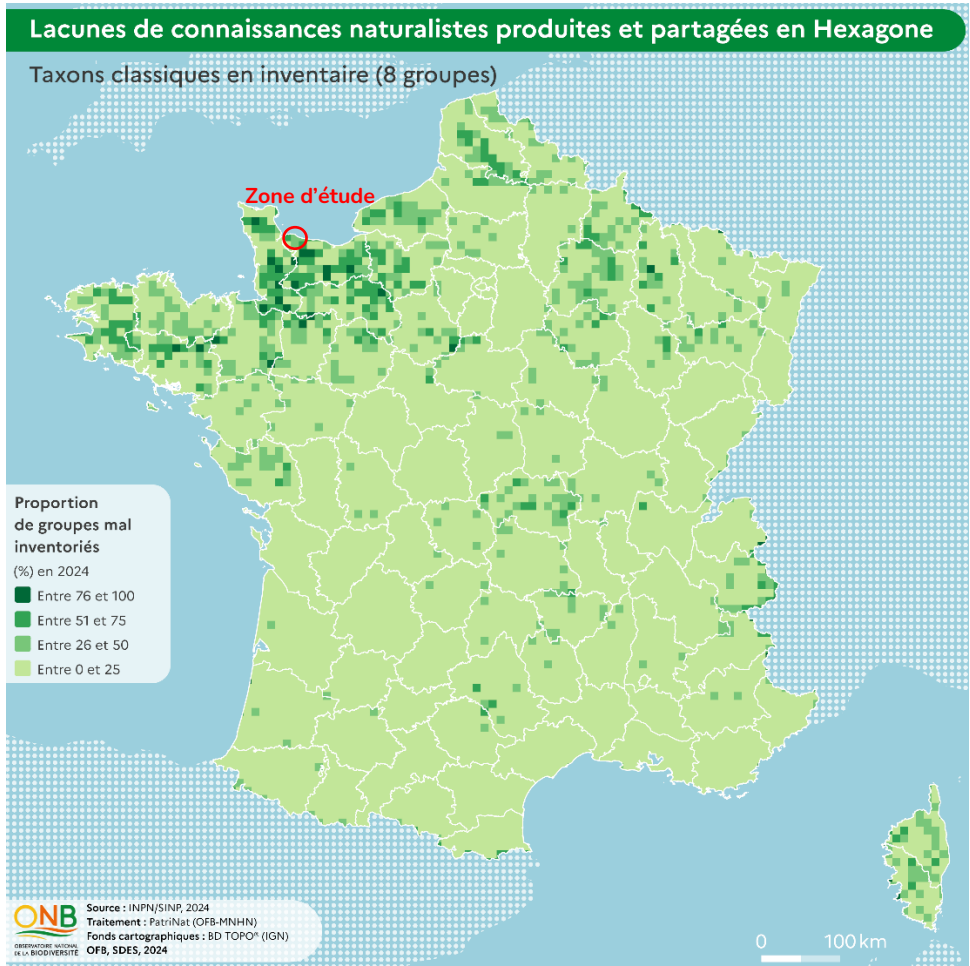 Lacunes de connaissances naturalistes produites et partagées en Hexagone
Taxons classiques en inventaire (8 groupes)
Zone d'étude
Proportion
de groupes mal
inventoriés
(%) en 2024
Entre 76 et 100
Entre 51 et 75
Entre 26 et 50
Entre 0 et 25
ONB
OBSERVATOIRE NATIONAL
DE LA BIODIVERSITÉ
Source : INPN/SINP, 2024
Traitement : PatriNat (OFB-MNHN)
Fonds cartographiques : BD TOPO® (IGN)
OFB, SDES, 2024
0 100 km